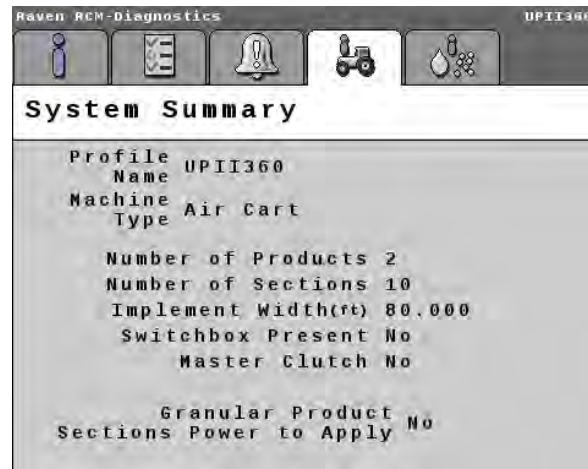 Raven RCM-Diagnostics UPII360
System Summary
Profile
Name UPII360
Machine
Type Air Cart
Number of Products 2
Number of Sections 10
Implement Width(ft) 80.000
Switchbox Present No
Master Clutch No
Granular Product
Sections Power to Apply No